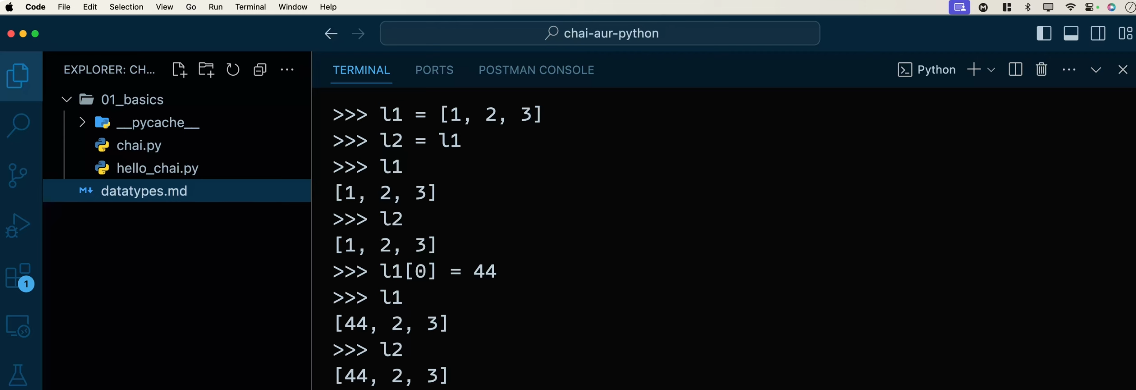 Code File Edit Selection View Go Run Terminal Window Help
chai-aur-python
EXPLORER: CH...
01_basics
__pycache__
chai.py
hello_chai.py
datatypes.md
1
TERMINAL PORTS POSTMAN CONSOLE
Python
>>> l1 = [1, 2, 3]
>>> l2 = l1
>>> l1
[1, 2, 3]
>>> l2
[1, 2, 3]
>>> l1[0] = 44
>>> l1
[44, 2, 3]
>>> l2
[44, 2, 3]